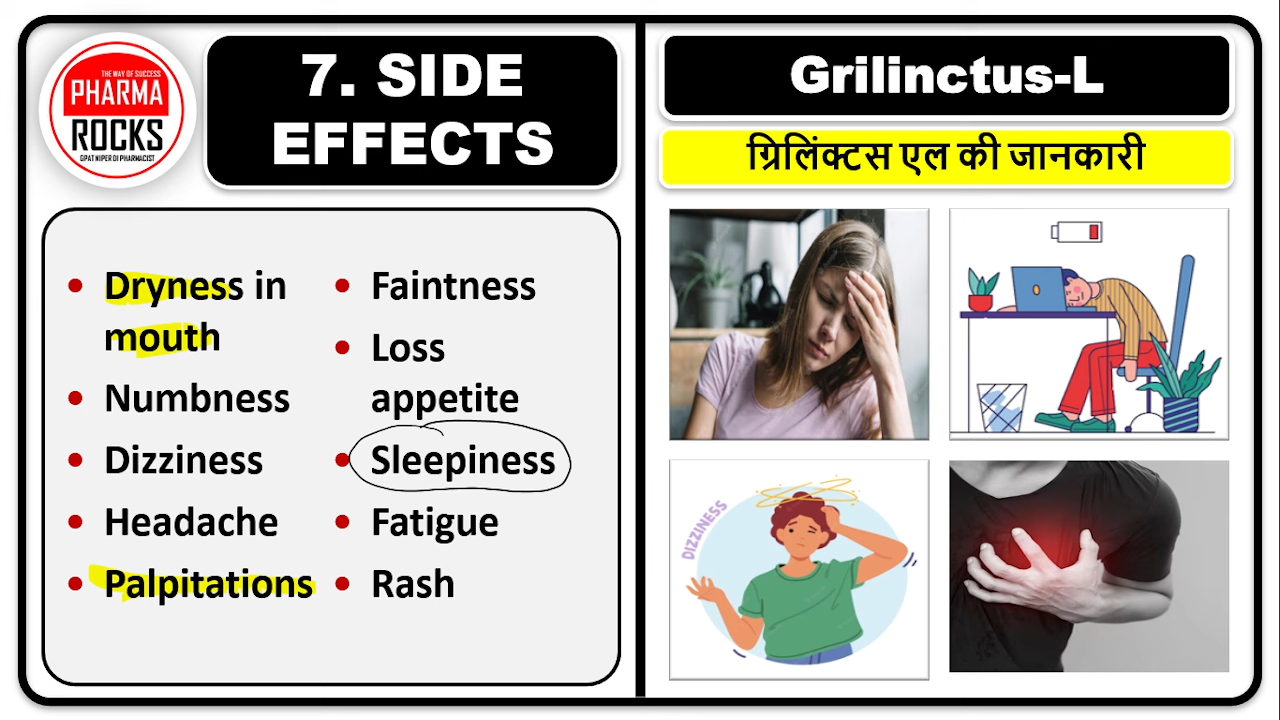 THE WAY OF SUCCESS
PHARMA
ROCKS
GPAT NIPER DI PHARMACIST
7. SIDE
EFFECTS
• Dryness in
mouth
• Numbness
• Dizziness
• Headache
• Palpitations
• Faintness
• Loss
appetite
• Sleepiness
• Fatigue
• Rash
Grilinctus-L
ग्रिलिंक्टस एल की जानकारी
DIZZINESS